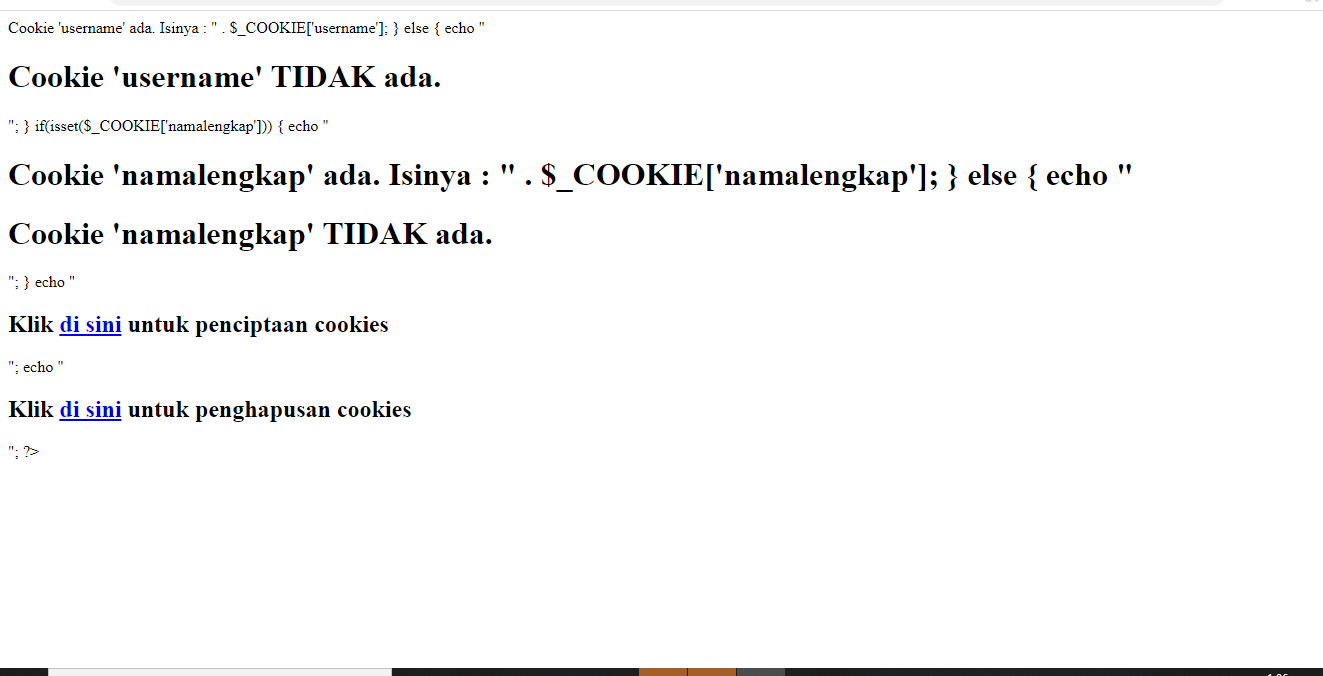 Cookie 'username' ada. Isinya : " . $_COOKIE['username']; } else { echo "
Cookie 'username' TIDAK ada.
"; } if(isset($_COOKIE['namalengkap'])) { echo "
Cookie 'namalengkap' ada. Isinya : " . $_COOKIE['namalengkap']; } else { echo "
Cookie 'namalengkap' TIDAK ada.
"; } echo "
Klik di sini untuk penciptaan cookies
"; echo "
Klik di sini untuk penghapusan cookies
"; ?>